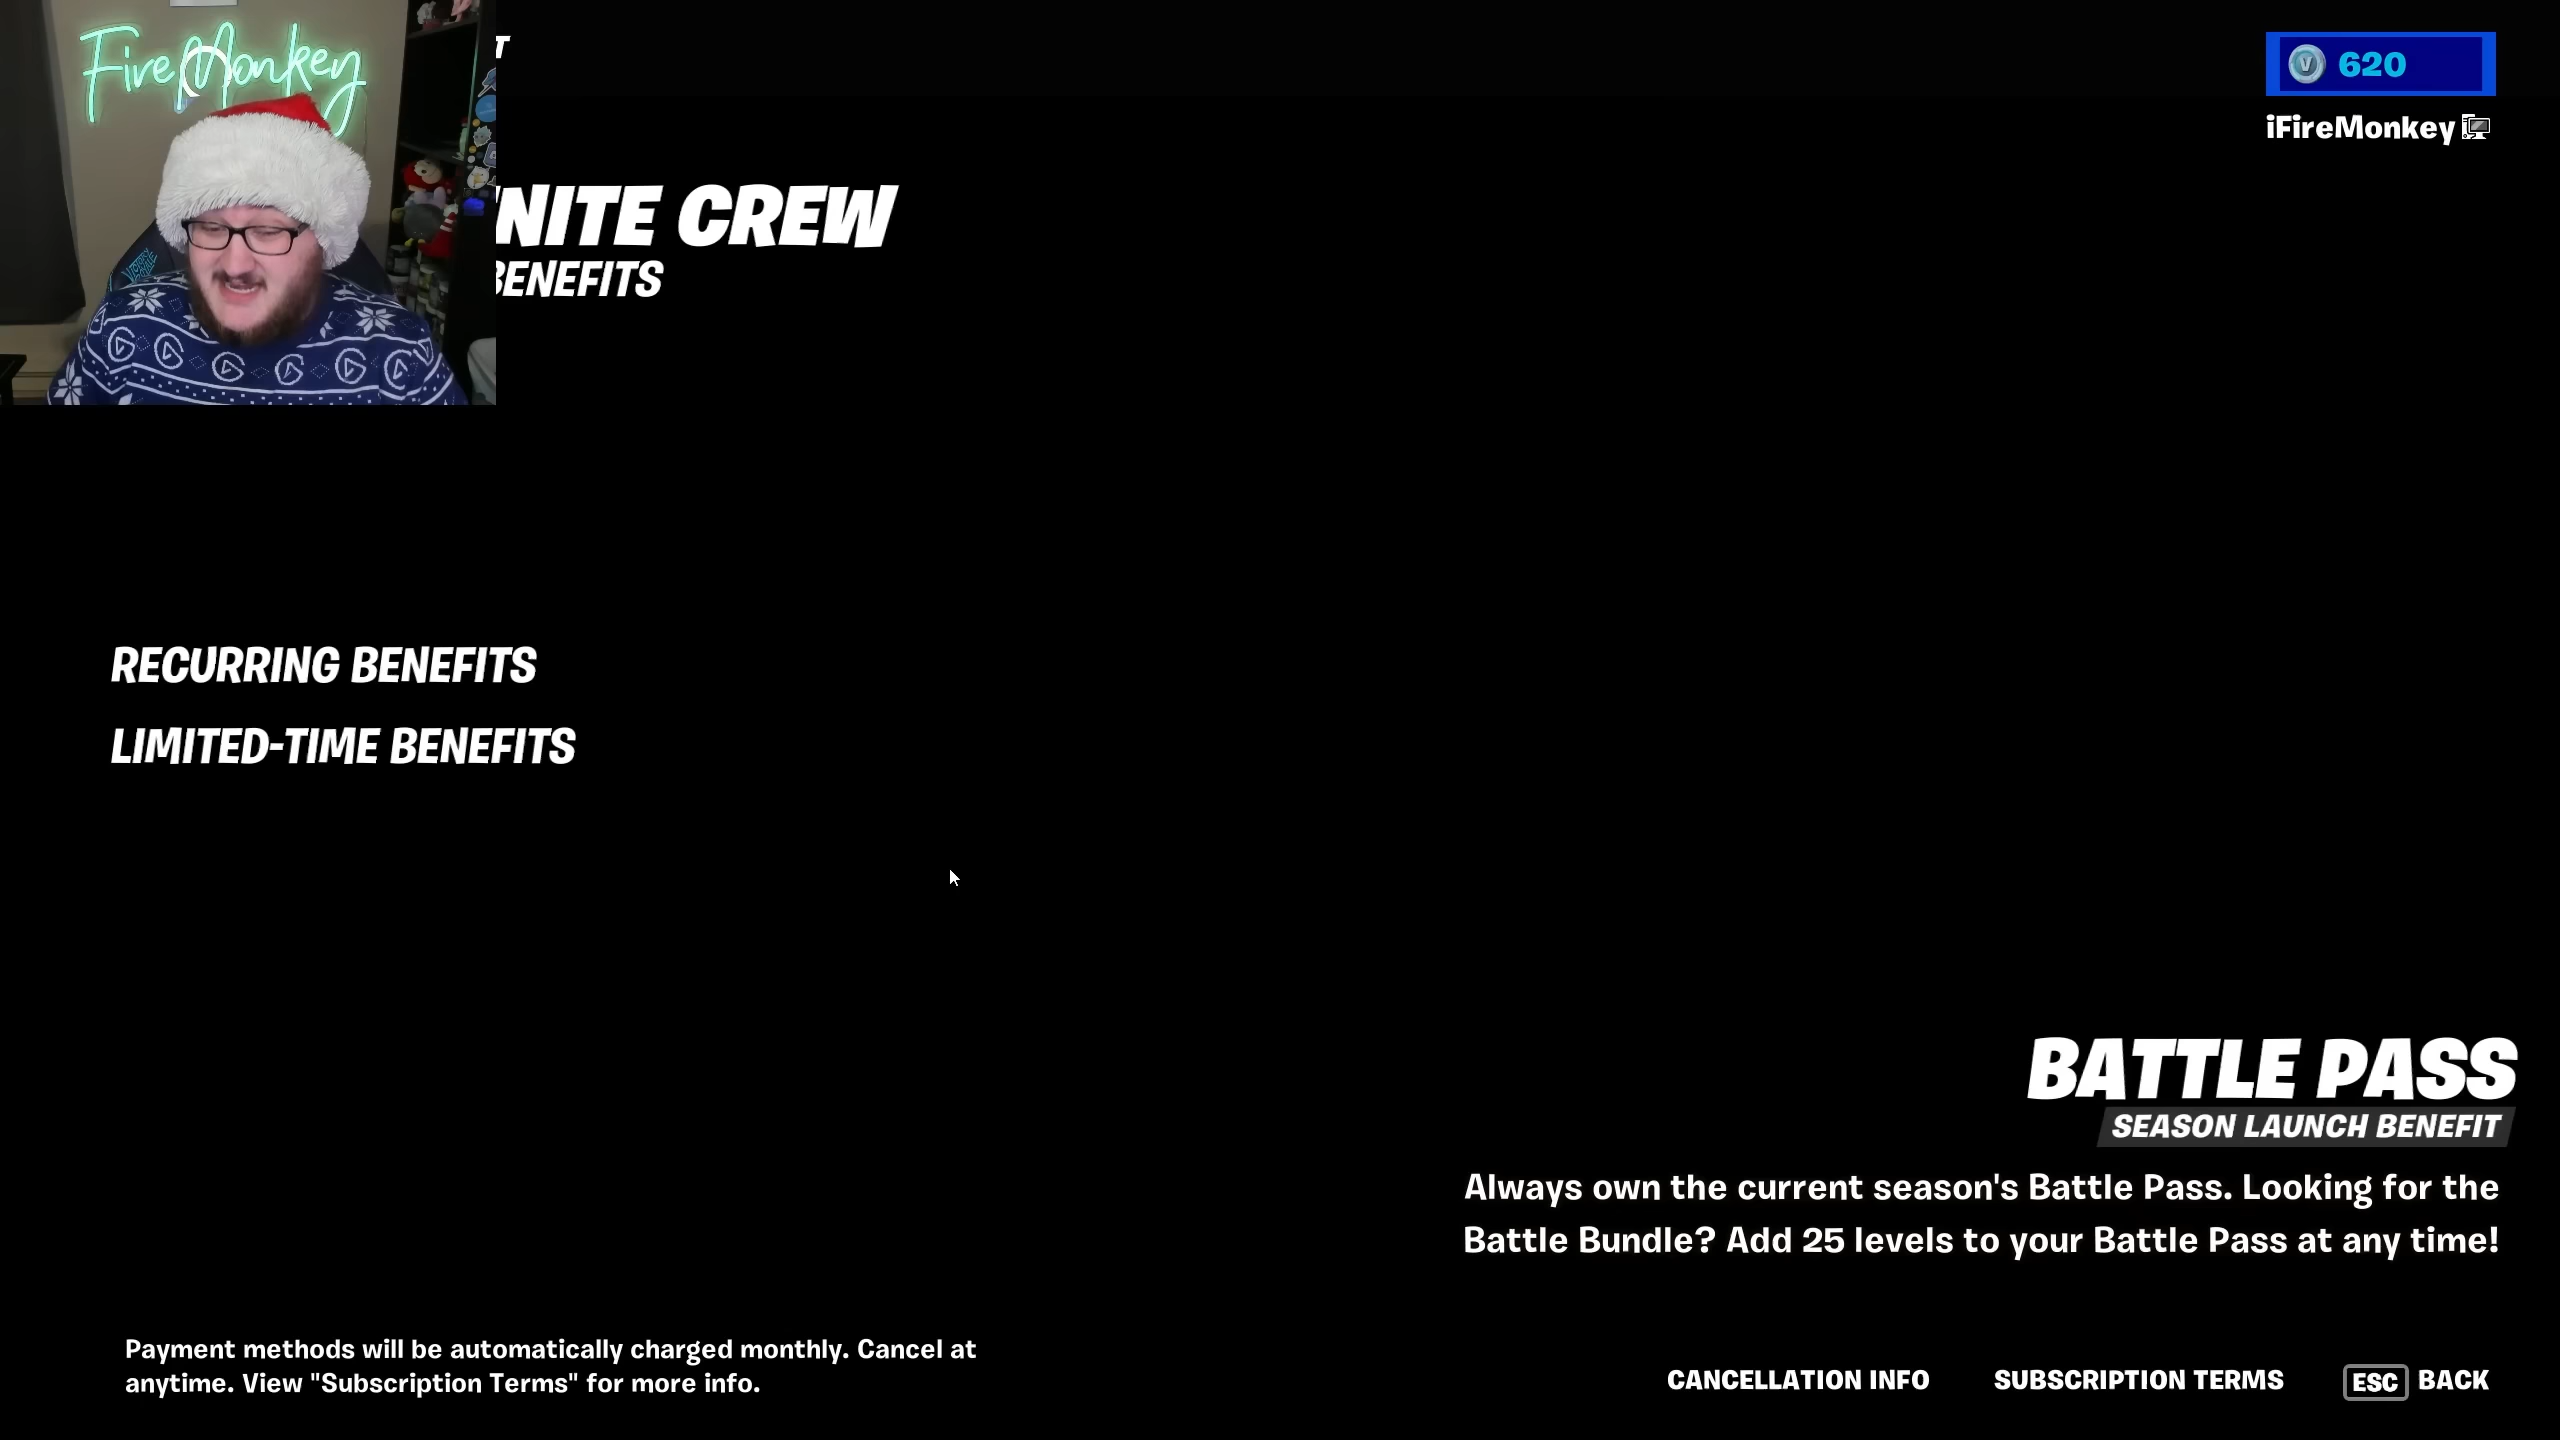 FireMonkey
620
iFireMonkey
NITE CREW
BENEFITS
RECURRING BENEFITS
LIMITED-TIME BENEFITS
BATTLE PASS
SEASON LAUNCH BENEFIT
Always own the current season's Battle Pass. Looking for the
Battle Bundle? Add 25 levels to your Battle Pass at any time!
Payment methods will be automatically charged monthly. Cancel at
anytime. View "Subscription Terms" for more info.
CANCELLATION INFO SUBSCRIPTION TERMS ESC BACK